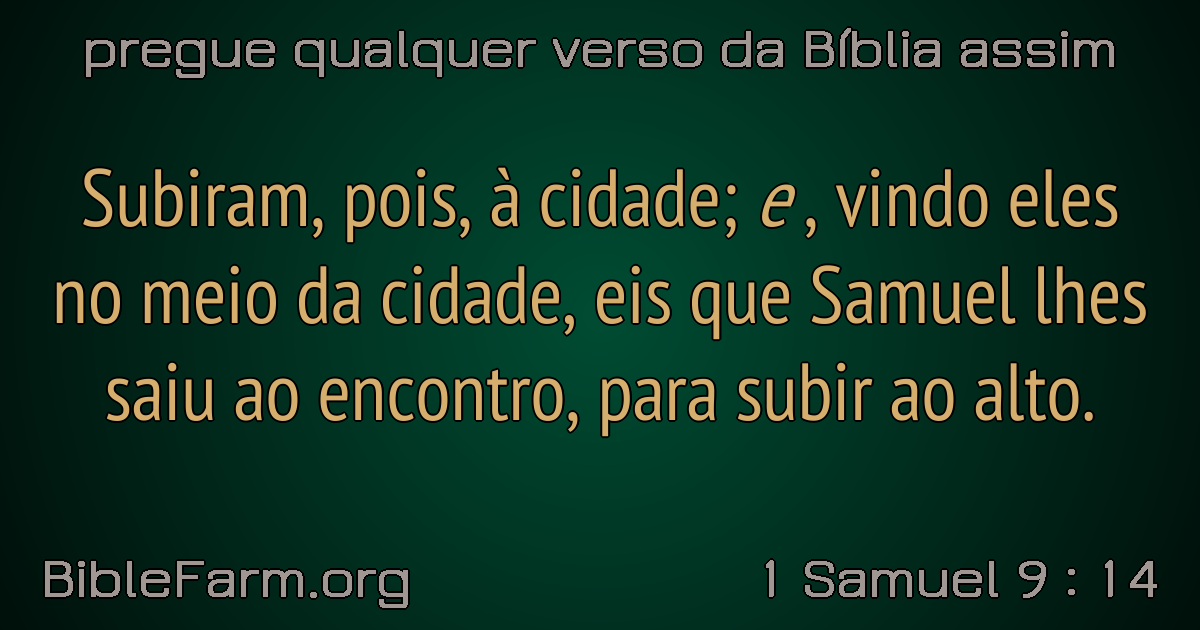 pregue qualquer verso da Bíblia assim
Subiram, pois, à cidade; e , vindo eles
no meio da cidade, eis que Samuel lhes
saiu ao encontro, para subir ao alto.
BibleFarm.org
1 Samuel 9 : 14